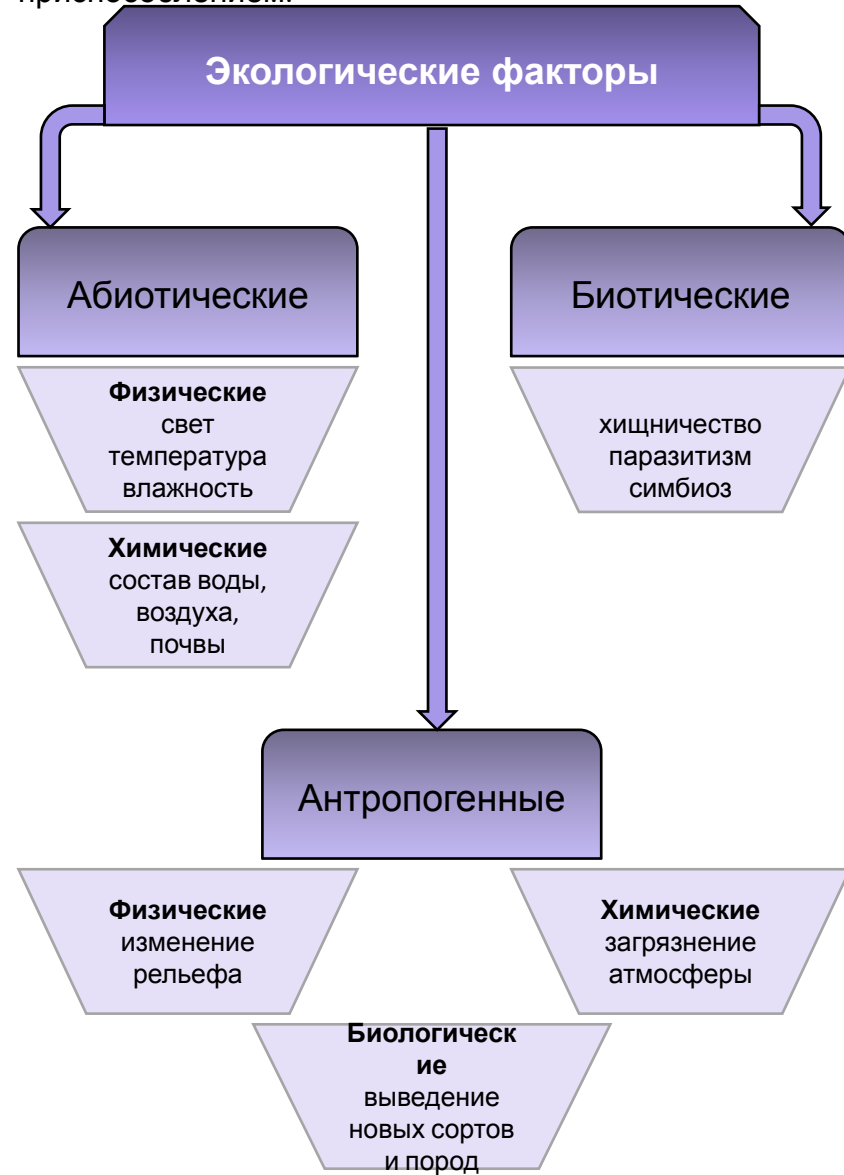 Экологические факторы
Абиотические
Биотические
Физические
свет
температура
влажность
хищничество
паразитизм
симбиоз
Химические
состав воды,
воздуха,
почвы
Антропогенные
Физические
изменение
рельефа
Химические
загрязнение
атмосферы
Биологическ
ие
выведение
новых сортов
и пород